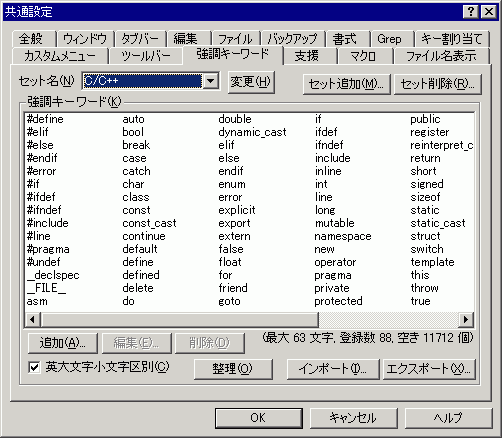 共通設定
全般 ウィンドウ タブバー 編集 ファイル バックアップ 書式 Grep キー割り当て
カスタムメニュー ツールバー 強調キーワード 支援 マクロ ファイル名表示
セット名(N) C/C++ 変更(H) セット追加(M)... セット削除(R)...
強調キーワード(K)
#define auto double if public
#elif bool dynamic_cast ifdef register
#else break elif ifndef reinterpret_c
#endif case else include return
#error catch endif inline short
#if char enum int signed
#ifdef class error line sizeof
#ifndef const explicit long static
#include const_cast export mutable static_cast
#line continue extern namespace struct
#pragma default false new switch
#undef define float operator template
__declspec defined for pragma this
__FILE__ delete friend private throw
asm do goto protected true
追加(A)... 編集(E)... 削除(D) (最大 63 文字, 登録数 88, 空き 11712 個)
英大文字小文字区別(C) 整理(O) インポート(I)... エクスポート(X)...
OK キャンセル ヘルプ